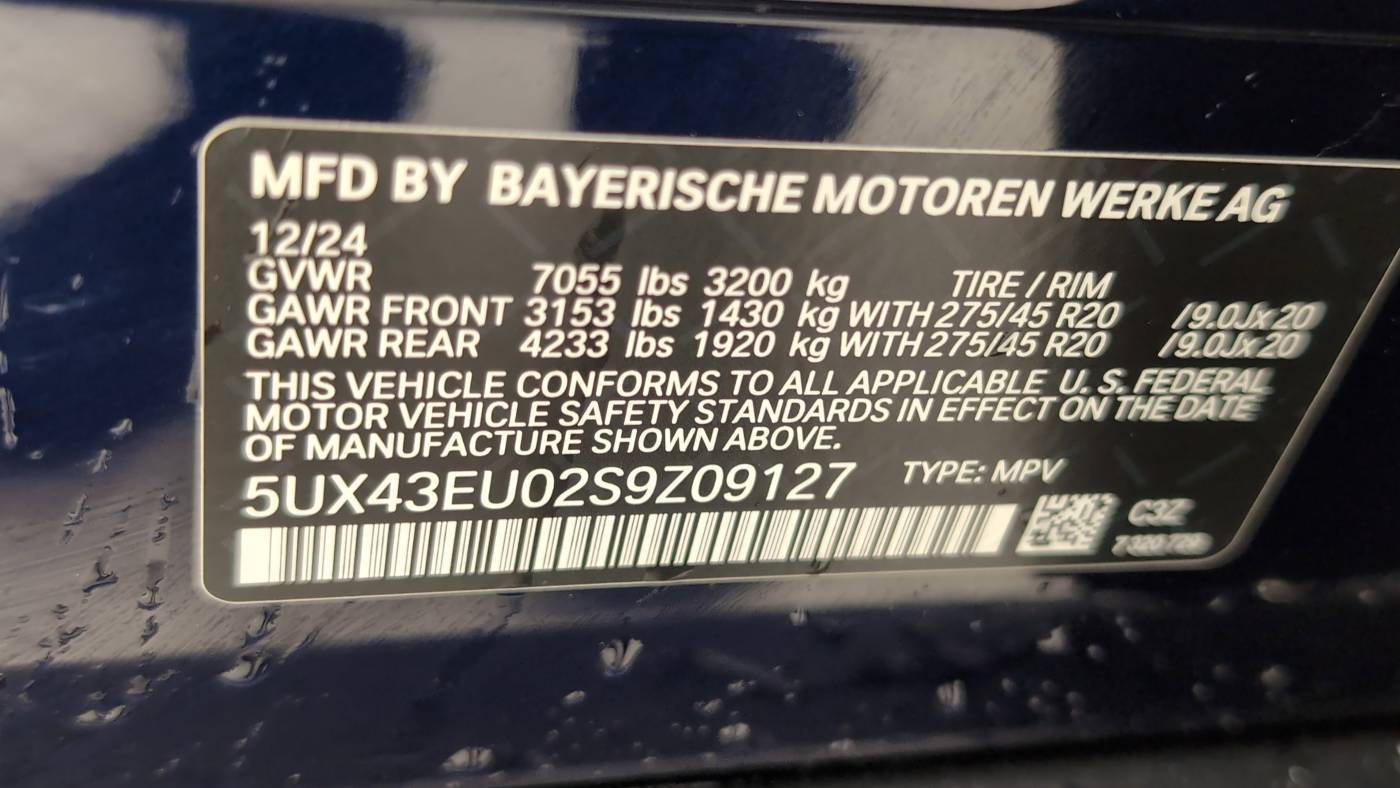 MFD BY BAYERISCHE MOTOREN WERKE AG
12/24
GVWR 7055 lbs 3200 kg TIRE / RIM
GAWR FRONT 3153 lbs 1430 kg WITH 275/45 R20 /9.0Jx20
GAWR REAR 4233 lbs 1920 kg WITH 275/45 R20 /9.0Jx20
THIS VEHICLE CONFORMS TO ALL APPLICABLE U. S. FEDERAL
MOTOR VEHICLE SAFETY STANDARDS IN EFFECT ON THE DATE
OF MANUFACTURE SHOWN ABOVE.
5UX43EU02S9Z09127 TYPE: MPV
C3Z